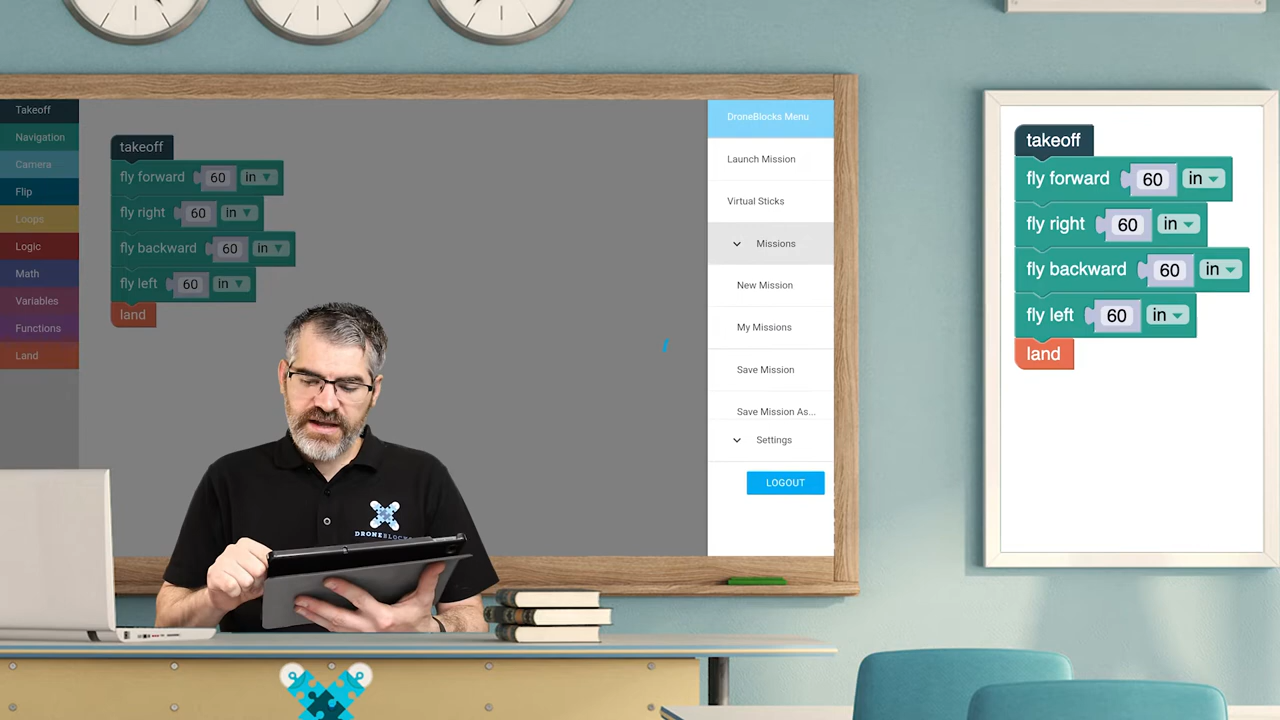 Takeoff
Navigation
Camera
Flip
Loops
Logic
Math
Variables
Functions
Land
takeoff
fly forward 60 in
fly right 60 in
fly backward 60 in
fly left 60 in
land
DroneBlocks Menu
Launch Mission
Virtual Sticks
Missions
New Mission
My Missions
Save Mission
Save Mission As...
Settings
LOGOUT
takeoff
fly forward 60 in
fly right 60 in
fly backward 60 in
fly left 60 in
land
DRONEBLOCKS